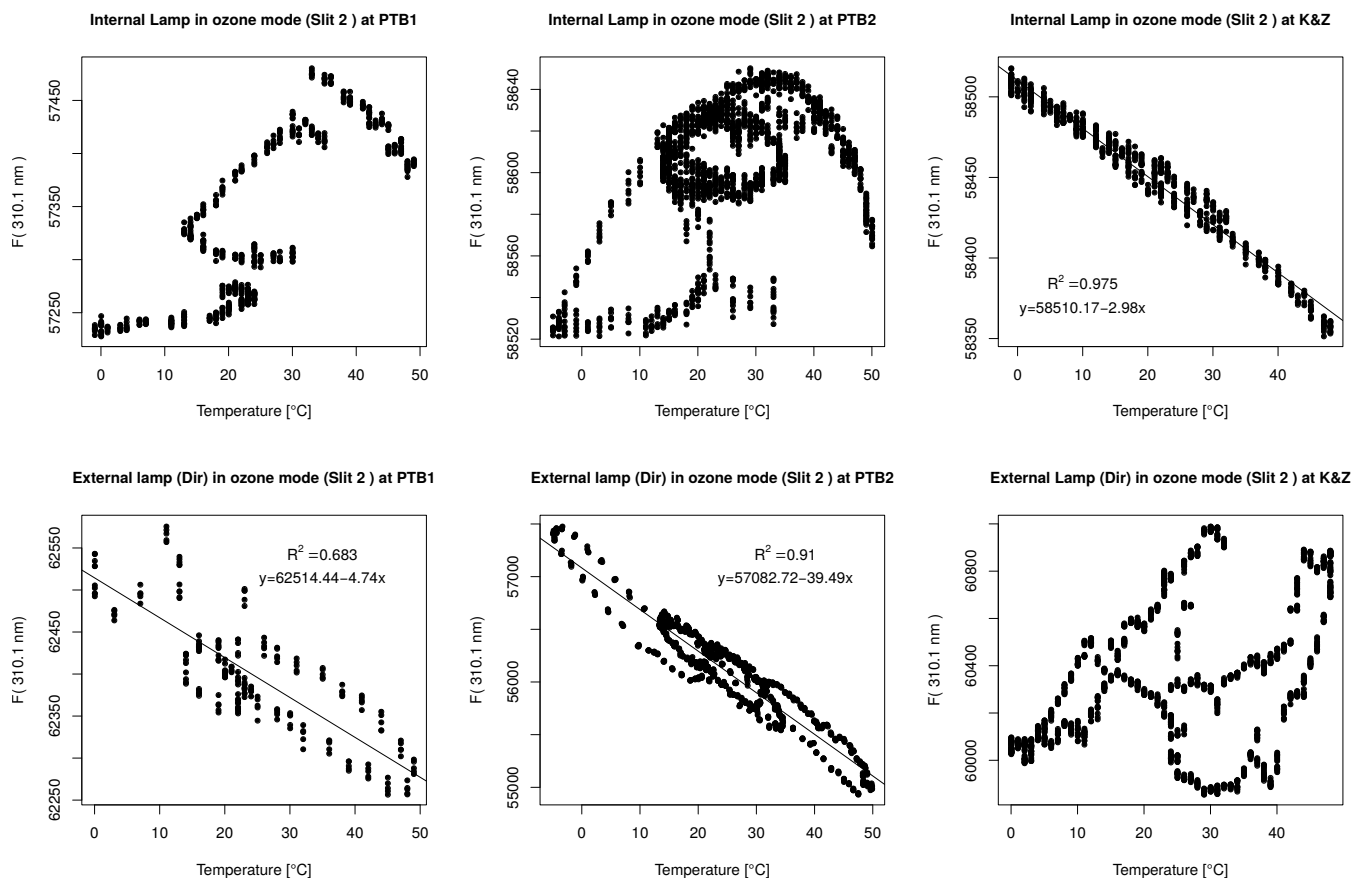 Internal Lamp in ozone mode (Slit 2 ) at PTB1
F( 310.1 nm )
57250
57350
57450
0 10 20 30 40 50
Temperature [°C]
Internal Lamp in ozone mode (Slit 2 ) at PTB2
F( 310.1 nm )
58520
58560
58600
58640
0 10 20 30 40 50
Temperature [°C]
Internal Lamp in ozone mode (Slit 2 ) at K&Z
F( 310.1 nm )
58350
58400
58450
58500
R² =0.975
y=58510.17−2.98x
0 10 20 30 40
Temperature [°C]
External lamp (Dir) in ozone mode (Slit 2 ) at PTB1
F( 310.1 nm)
62250
62350
62450
62550
R² =0.683
y=62514.44−4.74x
0 10 20 30 40 50
Temperature [°C]
External lamp (Dir) in ozone mode (Slit 2 ) at PTB2
F( 310.1 nm)
55000
56000
57000
R² =0.91
y=57082.72−39.49x
0 10 20 30 40 50
Temperature [°C]
External Lamp (Dir) in ozone mode (Slit 2 ) at K&Z
F( 310.1 nm )
60000
60400
60800
0 10 20 30 40
Temperature [°C]